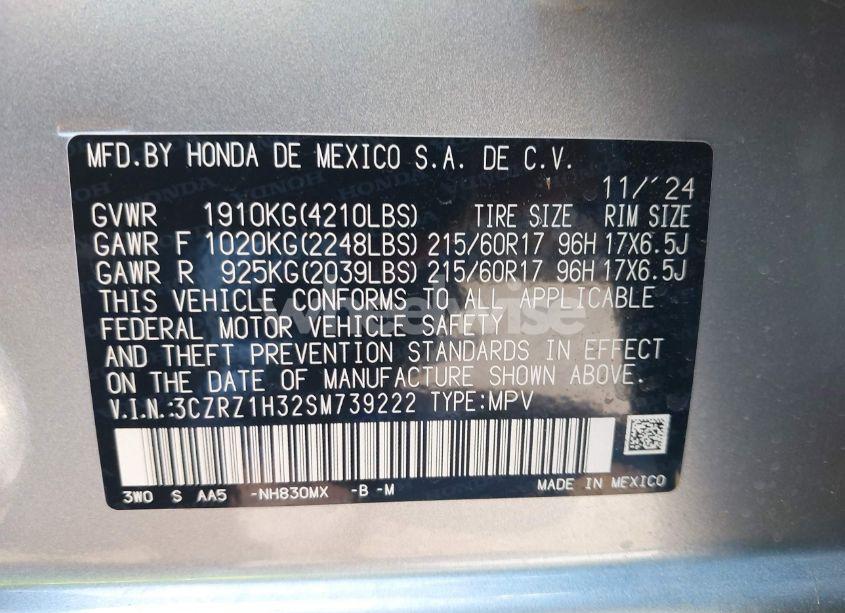 MFD.BY HONDA DE MEXICO S.A. DE C.V.
11/'24
GVWR 1910KG(4210LBS) TIRE SIZE RIM SIZE
GAWR F 1020KG(2248LBS) 215/60R17 96H 17X6.5J
GAWR R 925KG(2039LBS) 215/60R17 96H 17X6.5J
THIS VEHICLE CONFORMS TO ALL APPLICABLE
FEDERAL MOTOR VEHICLE SAFETY
AND THEFT PREVENTION STANDARDS IN EFFECT
ON THE DATE OF MANUFACTURE SHOWN ABOVE.
V.I.N.:3CZRZ1H32SM739222 TYPE:MPV
3W0 S AA5 -NH830MX -B -M MADE IN MEXICO